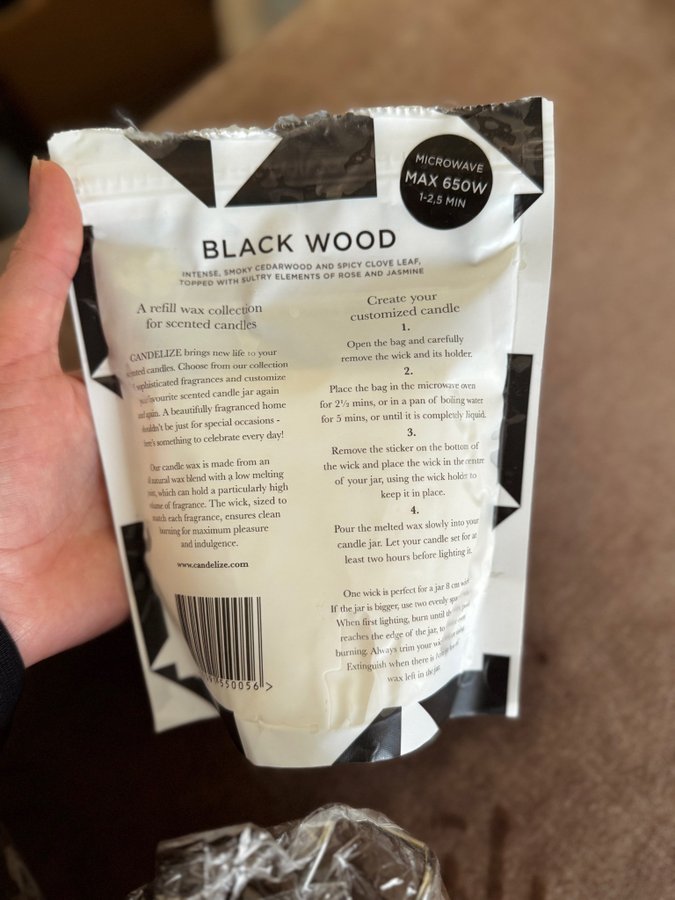 MICROWAVE
MAX 650W
1-2,5 MIN
BLACK WOOD
INTENSE, SMOKY CEDARWOOD AND SPICY CLOVE LEAF,
TOPPED WITH SULTRY ELEMENTS OF ROSE AND JASMINE
A refill wax collection
for scented candles
CANDELIZE brings new life to your
candles. Choose from our collection
sophisticated fragrances and customize
favourite scented candle jar again
and again. A beautifully fragranced home
shouldn't be just for special occasions -
there's something to celebrate every day!
Our candle wax is made from an
natural wax blend with a low melting
which can hold a particularly high
of fragrance. The wick, sized to
match each fragrance, ensures clean
burning for maximum pleasure
and indulgence.
www.candelize.com
550056 >
Create your
customized candle
1.
Open the bag and carefully
remove the wick and its holder.
2.
Place the bag in the microwave oven
for 2½ mins, or in a pan of boiling water
for 5 mins, or until it is completely liquid.
3.
Remove the sticker on the bottom of
the wick and place the wick in the centre
of your jar, using the wick holder to
keep it in place.
4.
Pour the melted wax slowly into your
candle jar. Let your candle set for at
least two hours before lighting it.
One wick is perfect for a jar 8 cm
If the jar is bigger, use two evenly
When first lighting, burn until
reaches the edge of the jar, to
burning. Always trim your
Extinguish when there is
wax left in the jar.